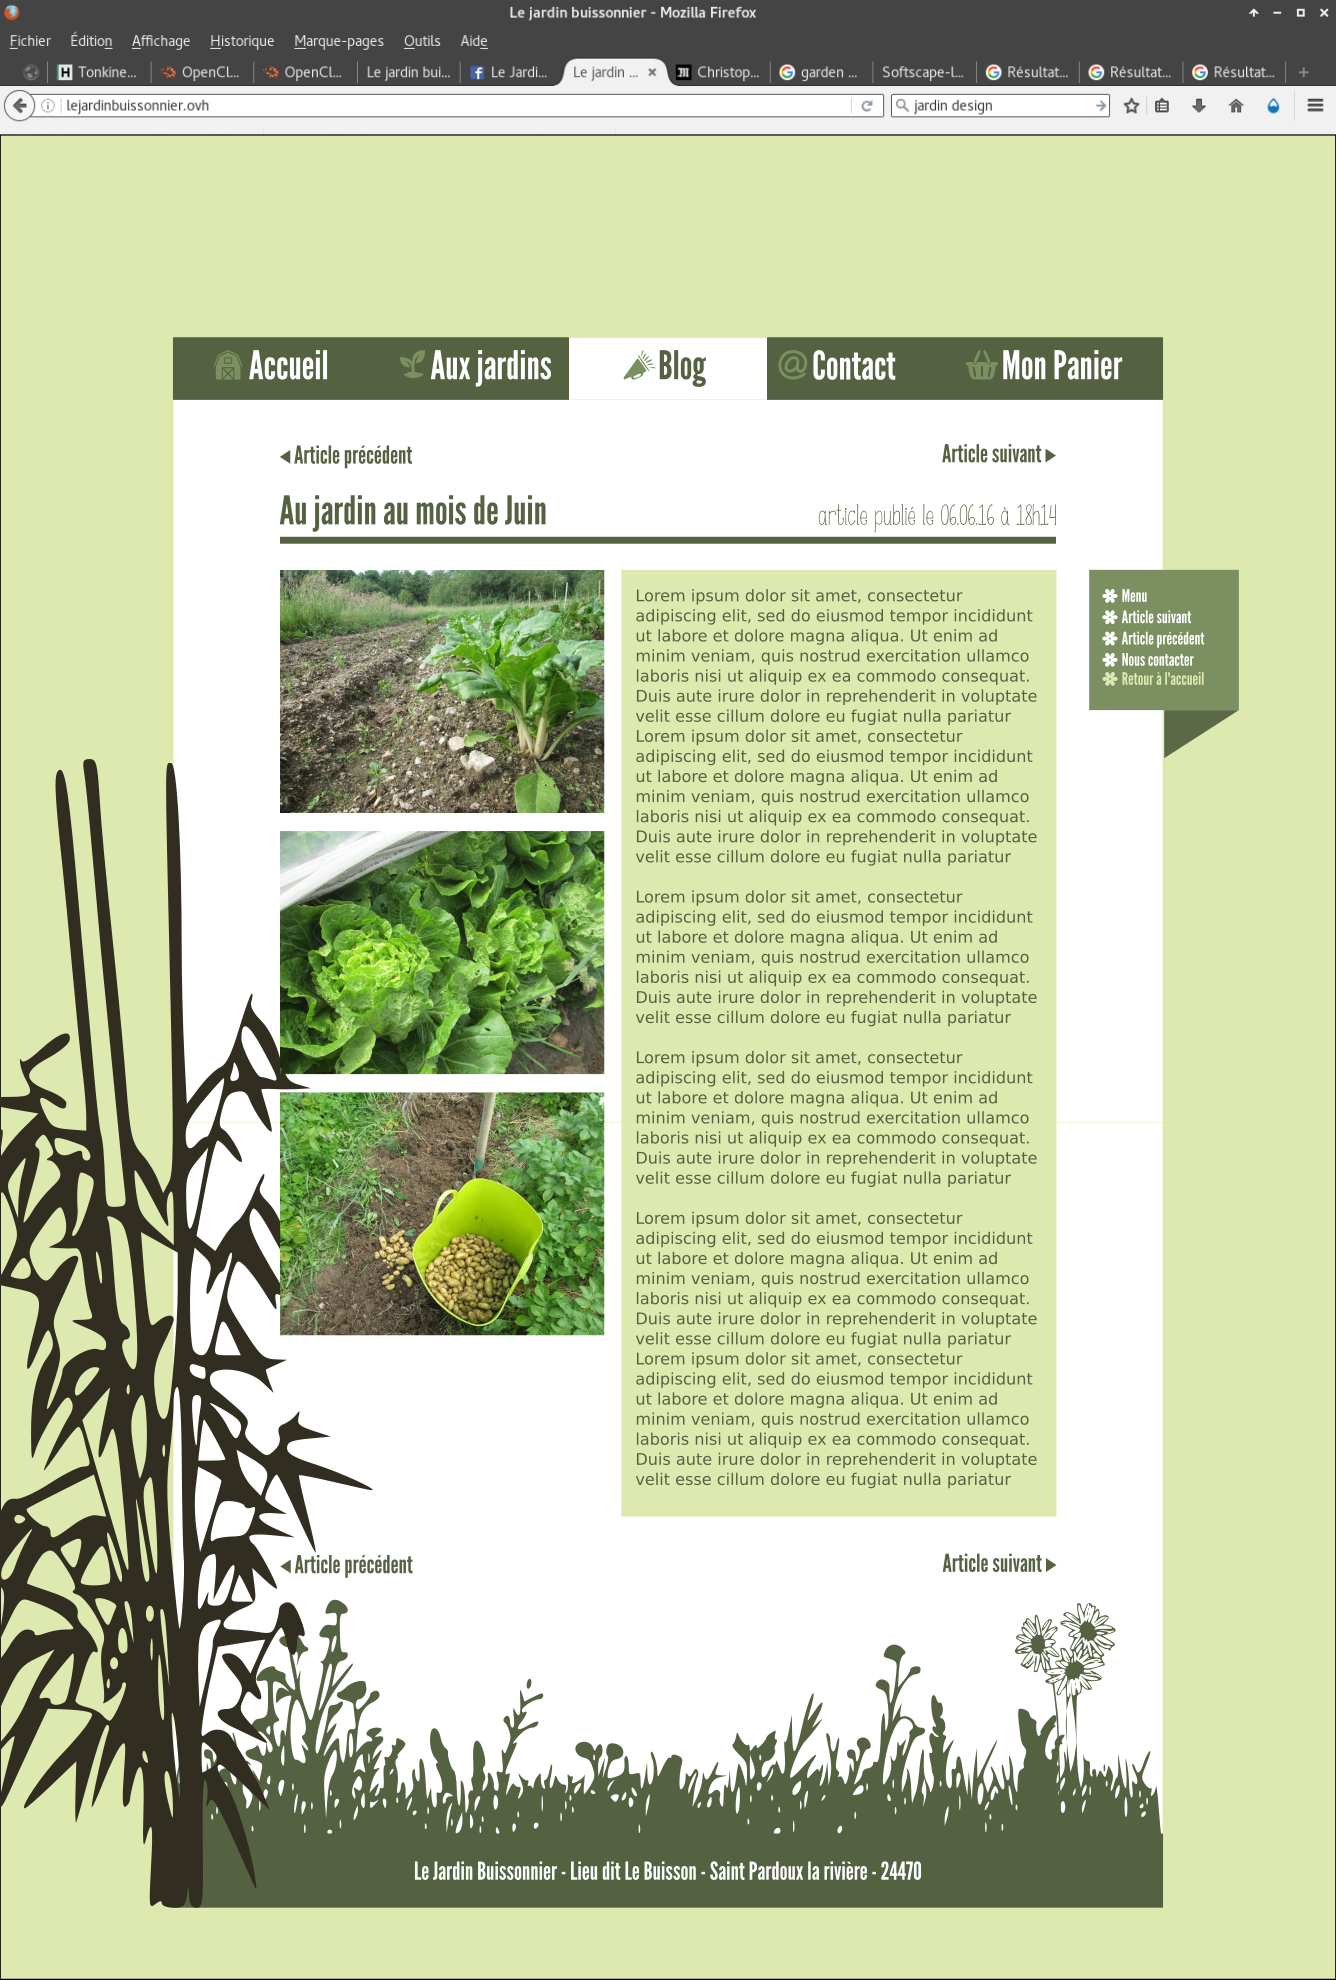 Le jardin buissonnier - Mozilla Firefox
Fichier Édition Affichage Historique Marque-pages Outils Aide
H Tonkine... OpenCl... OpenCl... Le jardin bui... Le Jardi... Le jardin ... Christop... garden ... Softscape-l... Résultat... Résultat... Résultat...
lejardinbuissonnier.ovh jardin design
Accueil Aux jardins Blog @ Contact Mon Panier
Article précédent Article suivant
Au jardin au mois de Juin article publié le 06.06.16 à 18h14
Lorem ipsum dolor sit amet, consectetur
adipiscing elit, sed do eiusmod tempor incididunt
ut labore et dolore magna aliqua. Ut enim ad
minim veniam, quis nostrud exercitation ullamco
laboris nisi ut aliquip ex ea commodo consequat.
Duis aute irure dolor in reprehenderit in voluptate
velit esse cillum dolore eu fugiat nulla pariatur
Lorem ipsum dolor sit amet, consectetur
adipiscing elit, sed do eiusmod tempor incididunt
ut labore et dolore magna aliqua. Ut enim ad
minim veniam, quis nostrud exercitation ullamco
laboris nisi ut aliquip ex ea commodo consequat.
Duis aute irure dolor in reprehenderit in voluptate
velit esse cillum dolore eu fugiat nulla pariatur
Lorem ipsum dolor sit amet, consectetur
adipiscing elit, sed do eiusmod tempor incididunt
ut labore et dolore magna aliqua. Ut enim ad
minim veniam, quis nostrud exercitation ullamco
laboris nisi ut aliquip ex ea commodo consequat.
Duis aute irure dolor in reprehenderit in voluptate
velit esse cillum dolore eu fugiat nulla pariatur
Lorem ipsum dolor sit amet, consectetur
adipiscing elit, sed do eiusmod tempor incididunt
ut labore et dolore magna aliqua. Ut enim ad
minim veniam, quis nostrud exercitation ullamco
laboris nisi ut aliquip ex ea commodo consequat.
Duis aute irure dolor in reprehenderit in voluptate
velit esse cillum dolore eu fugiat nulla pariatur
Lorem ipsum dolor sit amet, consectetur
adipiscing elit, sed do eiusmod tempor incididunt
ut labore et dolore magna aliqua. Ut enim ad
minim veniam, quis nostrud exercitation ullamco
laboris nisi ut aliquip ex ea commodo consequat.
Duis aute irure dolor in reprehenderit in voluptate
velit esse cillum dolore eu fugiat nulla pariatur
Lorem ipsum dolor sit amet, consectetur
adipiscing elit, sed do eiusmod tempor incididunt
ut labore et dolore magna aliqua. Ut enim ad
minim veniam, quis nostrud exercitation ullamco
laboris nisi ut aliquip ex ea commodo consequat.
Duis aute irure dolor in reprehenderit in voluptate
velit esse cillum dolore eu fugiat nulla pariatur
Menu
Article suivant
Article précédent
Nous contacter
Retour à l'accueil
Article précédent Article suivant
Le Jardin Buissonnier - Lieu dit Le Buisson - Saint Pardoux la rivière - 24470